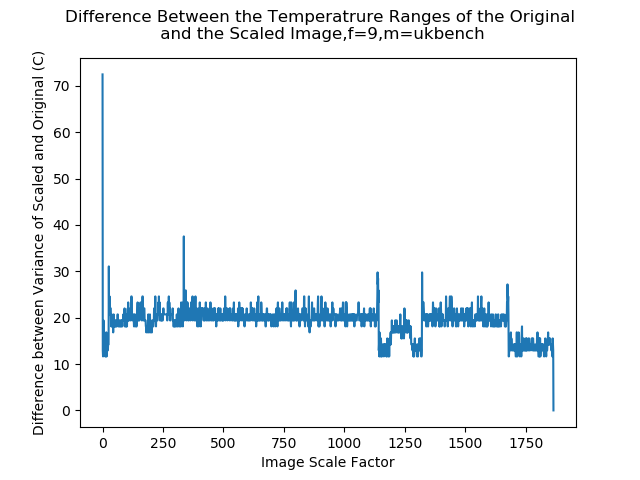 Difference Between the Temperatrure Ranges of the Original
and the Scaled Image,f=9,m=ukbench
Difference between Variance of Scaled and Original (C)
70
60
50
40
30
20
10
0
0 250 500 750 1000 1250 1500 1750
Image Scale Factor